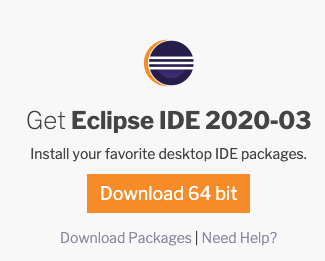 Get Eclipse IDE 2020-03
Install your favorite desktop IDE packages.
Download 64 bit
Download Packages | Need Help?